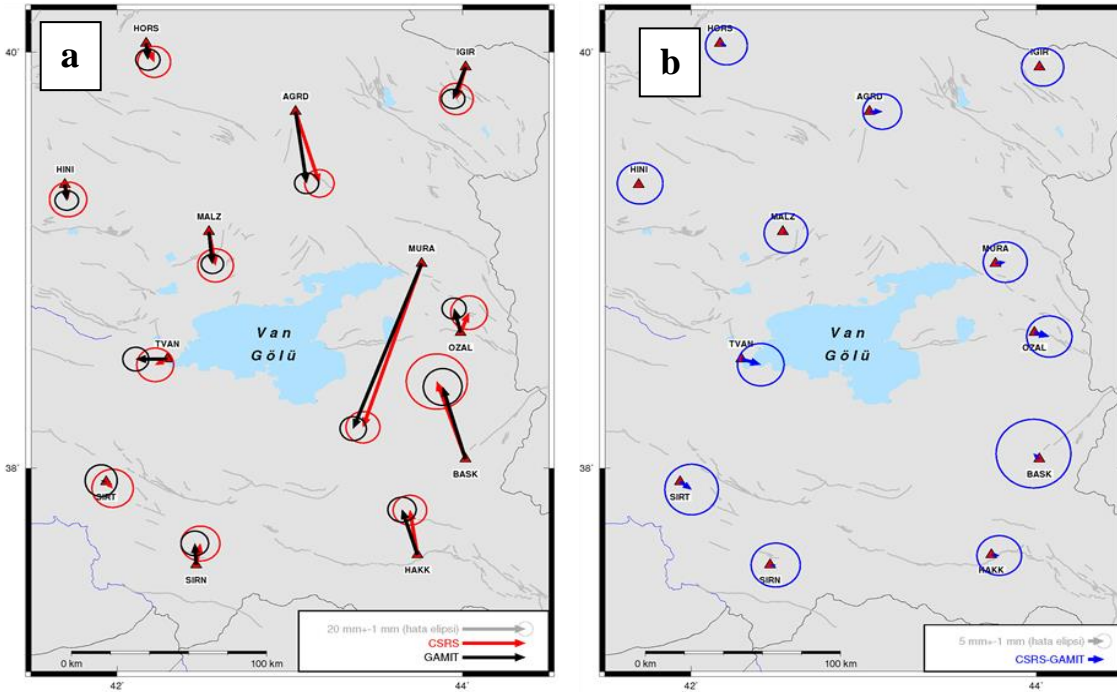 a
HORS
40°
IGIR
AGRD
HINI
MALZ
MURA
Van
Gölü
TVAN
OZAL
38°
BASK
SIRT
HAKK
SIRN
20 mm+-1 mm (hata elipsi)
CSRS
GAMIT
0 km
100 km
42°
44°
b
HORS
40°
IGIR
AGRD
HINI
MALZ
MURA
Van
Gölü
TVAN
OZAL
38°
BASK
SIRT
HAKK
SIRN
5 mm+-1 mm (hata elipsi)
CSRS-GAMIT
0 km
100 km
42°
44°